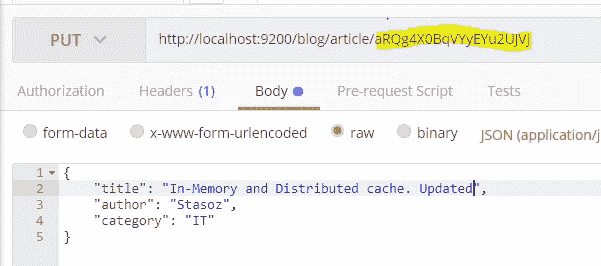 PUT http://localhost:9200/blog/article/aRQg4X0BqVYyEYu2UJVj
Authorization Headers (1) Body Pre-request Script Tests
form-data x-www-form-urlencoded raw binary JSON (application/j
1 {
2 "title": "In-Memory and Distributed cache. Updated",
3 "author": "Stasoz",
4 "category": "IT"
5 }